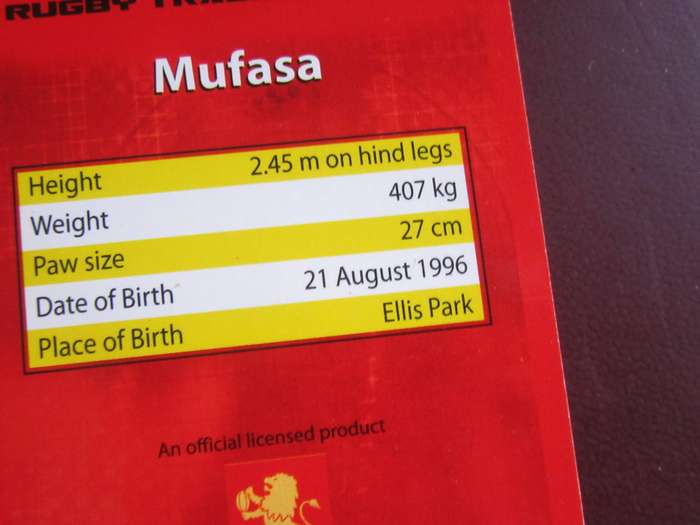 RUGBY
Mufasa
Height 2.45 m on hind legs
Weight 407 kg
Paw size 27 cm
Date of Birth 21 August 1996
Place of Birth Ellis Park
An official licensed product